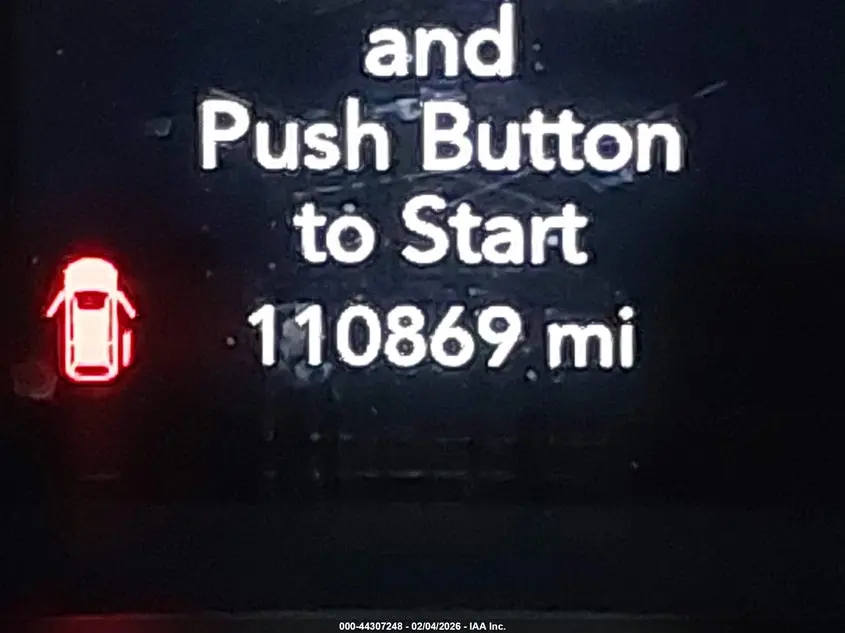 and
Push Button
to Start
110869 mi
000-44307248 - 02/04/2026 - IAA Inc.